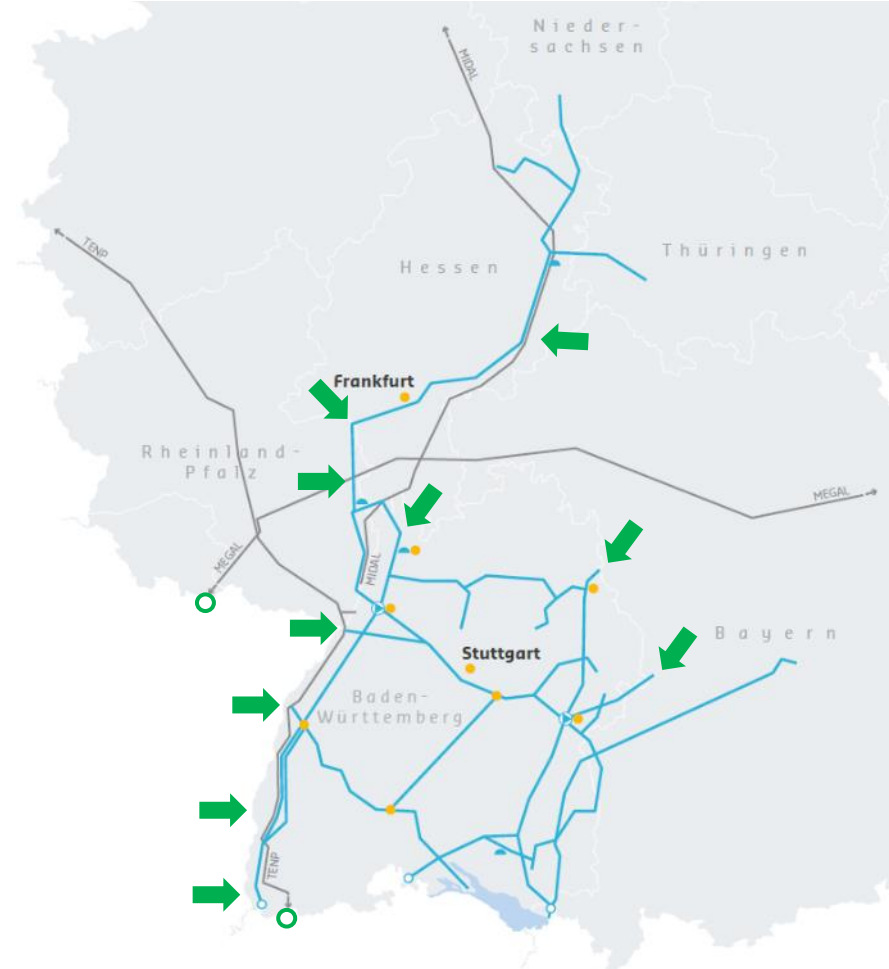 Nieder-
sachsen
MIDAL
TENP
Hessen
Thüringen
Frankfurt
Rheinland-
Pfalz
MEGAL
MEGAL
MIDAL
Stuttgart
Bayern
Baden-
Württemberg
TENP